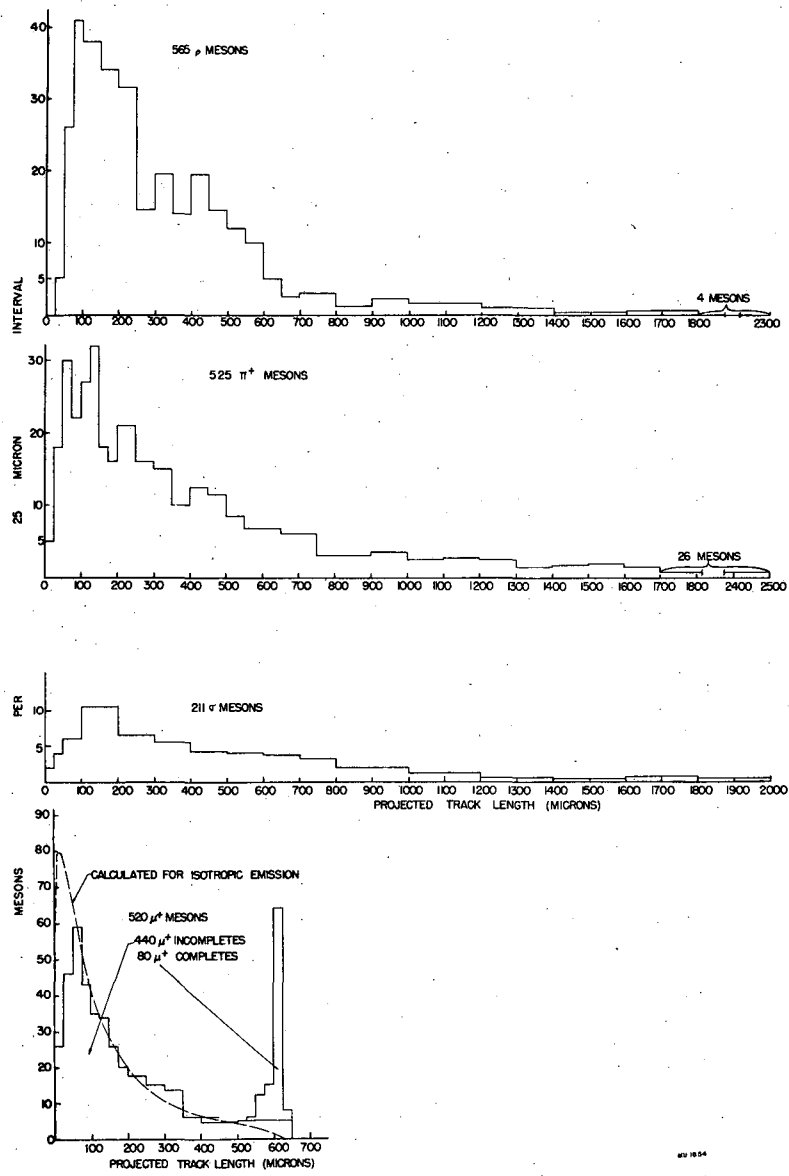 40
565 ρ MESONS
30
20
10
5
INTERVAL
4 MESONS
0 100 200 300 400 500 600 700 800 900 1000 1100 1200 1300 1400 1500 1600 1700 1800 2300
30
525 π+ MESONS
20
25 MICRON
10
5
26 MESONS
0 100 200 300 400 500 600 700 800 900 1000 1100 1200 1300 1400 1500 1600 1700 1800 2400 2500
PER
10
211 σ MESONS
5
0 100 200 300 400 500 600 700 800 900 1000 1100 1200 1300 1400 1500 1600 1700 1800 1900 2000
PROJECTED TRACK LENGTH (MICRONS)
90
MESONS
80
CALCULATED FOR ISOTROPIC EMISSION
70
520 μ+ MESONS
60
440 μ+ INCOMPLETES
80 μ+ COMPLETES
50
40
30
20
10
0
100 200 300 400 500 600 700
PROJECTED TRACK LENGTH (MICRONS)